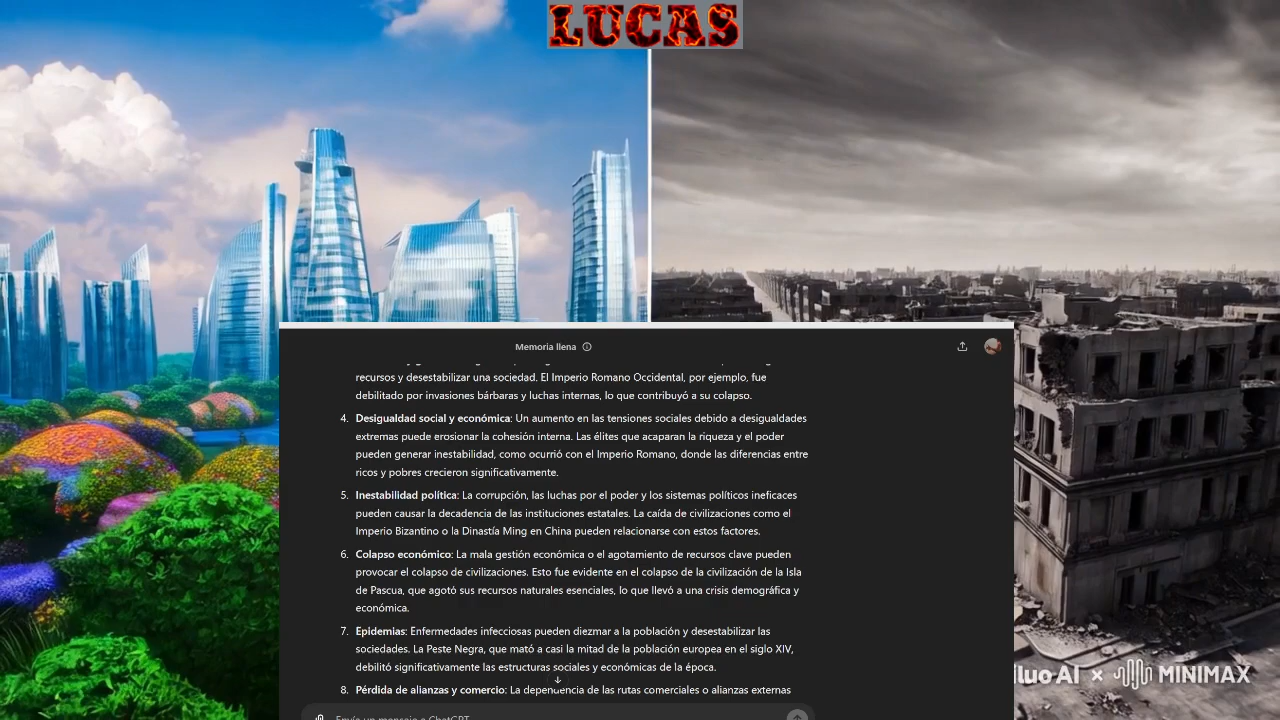 LUCAS
Memoria llena
recursos y desestabilizar una sociedad. El Imperio Romano Occidental, por ejemplo, fue
debilitado por invasiones bárbaras y luchas internas, lo que contribuyó a su colapso.
4. Desigualdad social y económica: Un aumento en las tensiones sociales debido a desigualdades
extremas puede erosionar la cohesión interna. Las élites que acaparan la riqueza y el poder
pueden generar inestabilidad, como ocurrió con el Imperio Romano, donde las diferencias entre
ricos y pobres crecieron significativamente.
5. Inestabilidad política: La corrupción, las luchas por el poder y los sistemas políticos ineficaces
pueden causar la decadencia de las instituciones estatales. La caída de civilizaciones como el
Imperio Bizantino o la Dinastía Ming en China pueden relacionarse con estos factores.
6. Colapso económico: La mala gestión económica o el agotamiento de recursos clave pueden
provocar el colapso de civilizaciones. Esto fue evidente en el colapso de la civilización de la Isla
de Pascua, que agotó sus recursos naturales esenciales, lo que llevó a una crisis demográfica y
económica.
7. Epidemias: Enfermedades infecciosas pueden diezmar a la población y desestabilizar las
sociedades. La Peste Negra, que mató a casi la mitad de la población europea en el siglo XIV,
debilitó significativamente las estructuras sociales y económicas de la época.
8. Pérdida de alianzas y comercio: La dependencia de las rutas comerciales o alianzas externas
Envía un mensaje a ChatGPT
iluo AI × MINIMAX